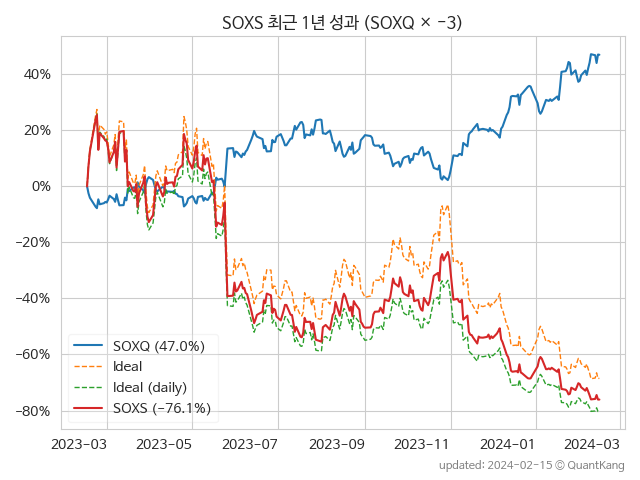 SOXS 최근 1년 성과 (SOXQ × −3)
40%
20%
0%
−20%
−40%
−60%
−80%
SOXQ (47.0%)
Ideal
Ideal (daily)
SOXS (−76.1%)
2023-03 2023-05 2023-07 2023-09 2023-11 2024-01 2024-03
updated: 2024-02-15 © QuantKang